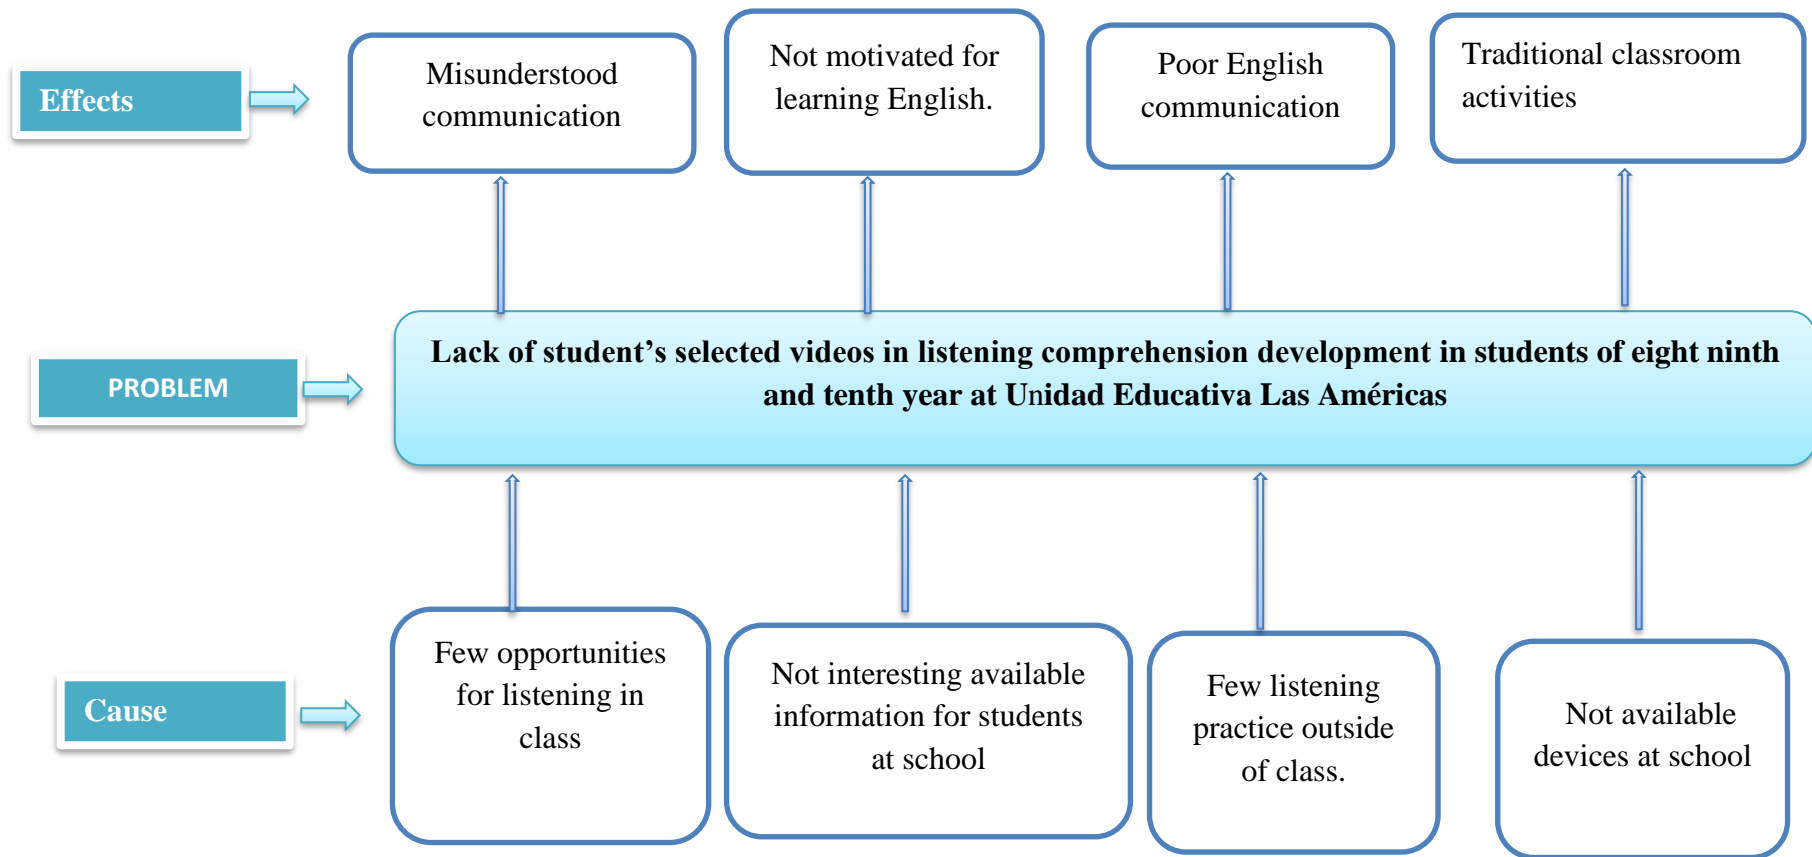 Effects
Misunderstood
communication
Not motivated for
learning English.
Poor English
communication
Traditional classroom
activities
PROBLEM
Lack of student’s selected videos in listening comprehension development in students of eight ninth
and tenth year at Unidad Educativa Las Américas
Cause
Few opportunities
for listening in
class
Not interesting available
information for students
at school
Few listening
practice outside
of class.
Not available
devices at school